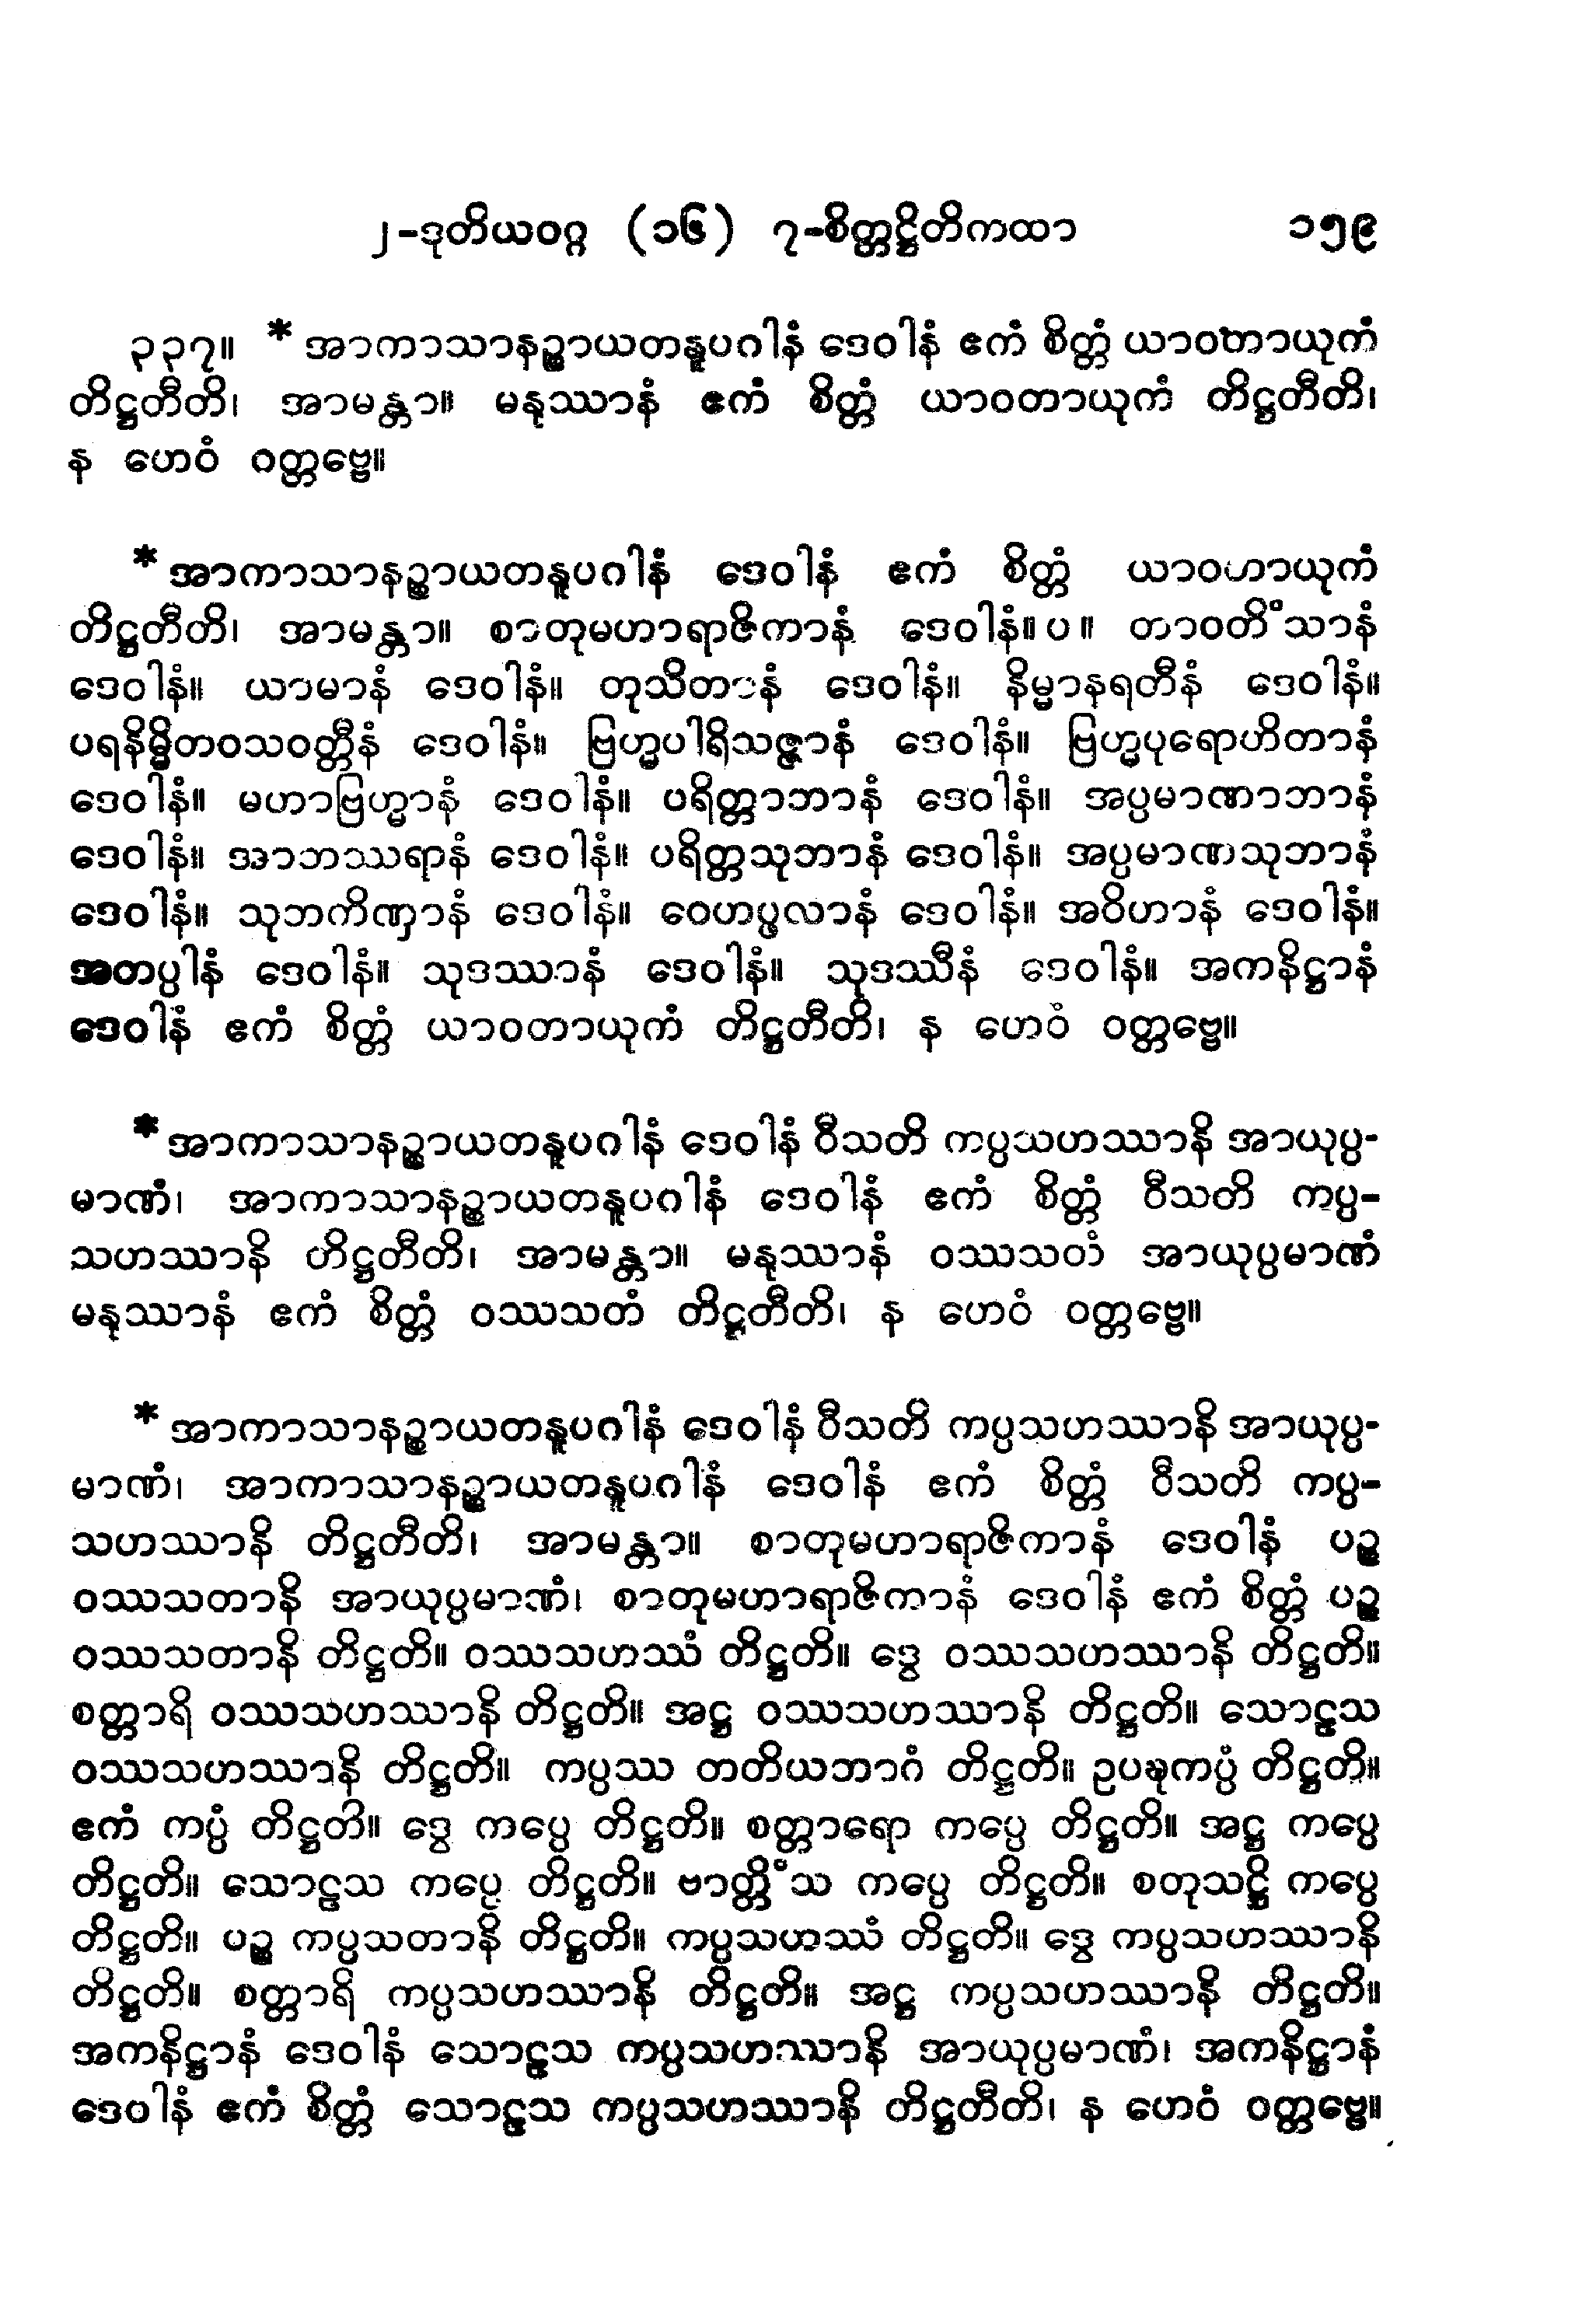 ၂-ဒုတိယဝဂ္ဂ (၁၆) ၇-စိတ္တဋ္ဌိတိကထာ ၁၅၉
၃၃၇။ * အာကာသာနဉ္စာယတနူပဂါနံ ဒေဝါနံ ဧကံ စိတ္တံ ယာဝတာယုကံ
တိဋ္ဌတီတိ၊ အာမန္တာ။ မနုဿာနံ ဧကံ စိတ္တံ ယာဝတာယုကံ တိဋ္ဌတီတိ၊
န ဟေဝံ ဝတ္တဗ္ဗေ။
* အာကာသာနဉ္စာယတနူပဂါနံ ဒေဝါနံ ဧကံ စိတ္တံ ယာဝတာယုကံ
တိဋ္ဌတီတိ၊ အာမန္တာ။ စာတုမဟာရာဇိကာနံ ဒေဝါနံ။ ပ ။ တာဝတိံသာနံ
ဒေဝါနံ။ ယာမာနံ ဒေဝါနံ။ တုသိတာနံ ဒေဝါနံ။ နိမ္မာနရတီနံ ဒေဝါနံ။
ပရနိမ္မိတဝသဝတ္တီနံ ဒေဝါနံ။ ဗြဟ္မပါရိသဇ္ဇာနံ ဒေဝါနံ။ ဗြဟ္မပုရောဟိတာနံ
ဒေဝါနံ။ မဟာဗြဟ္မာနံ ဒေဝါနံ။ ပရိတ္တာဘာနံ ဒေဝါနံ။ အပ္ပမာဏာဘာနံ
ဒေဝါနံ။ အာဘဿရာနံ ဒေဝါနံ။ ပရိတ္တသုဘာနံ ဒေဝါနံ။ အပ္ပမာဏသုဘာနံ
ဒေဝါနံ။ သုဘကိဏှာနံ ဒေဝါနံ။ ဝေဟပ္ဖလာနံ ဒေဝါနံ။ အဝိဟာနံ ဒေဝါနံ။
အတပ္ပါနံ ဒေဝါနံ။ သုဒဿာနံ ဒေဝါနံ။ သုဒဿီနံ ဒေဝါနံ။ အကနိဋ္ဌာနံ
ဒေဝါနံ ဧကံ စိတ္တံ ယာဝတာယုကံ တိဋ္ဌတီတိ၊ န ဟေဝံ ဝတ္တဗ္ဗေ။
* အာကာသာနဉ္စာယတနူပဂါနံ ဒေဝါနံ ဝီသတိ ကပ္ပသဟဿာနိ အာယုပ္ပ-
မာဏံ၊ အာကာသာနဉ္စာယတနူပဂါနံ ဒေဝါနံ ဧကံ စိတ္တံ ဝီသတိ ကပ္ပ-
သဟဿာနိ တိဋ္ဌတီတိ၊ အာမန္တာ။ မနုဿာနံ ဝဿသတံ အာယုပ္ပမာဏံ
မနုဿာနံ ဧကံ စိတ္တံ ဝဿသတံ တိဋ္ဌတီတိ၊ န ဟေဝံ ဝတ္တဗ္ဗေ။
* အာကာသာနဉ္စာယတနူပဂါနံ ဒေဝါနံ ဝီသတိ ကပ္ပသဟဿာနိ အာယုပ္ပ-
မာဏံ၊ အာကာသာနဉ္စာယတနူပဂါနံ ဒေဝါနံ ဧကံ စိတ္တံ ဝီသတိ ကပ္ပ-
သဟဿာနိ တိဋ္ဌတီတိ၊ အာမန္တာ။ စာတုမဟာရာဇိကာနံ ဒေဝါနံ ပဉ္စ
ဝဿသတာနိ အာယုပ္ပမာဏံ၊ စာတုမဟာရာဇိကာနံ ဒေဝါနံ ဧကံ စိတ္တံ ပဉ္စ
ဝဿသတာနိ တိဋ္ဌတိ။ ဝဿသဟဿံ တိဋ္ဌတိ။ ဒွေ ဝဿသဟဿာနိ တိဋ္ဌတိ။
စတ္တာရိ ဝဿသဟဿာနိ တိဋ္ဌတိ။ အဋ္ဌ ဝဿသဟဿာနိ တိဋ္ဌတိ။ သောဠသ
ဝဿသဟဿာနိ တိဋ္ဌတိ။ ကပ္ပဿ တတိယဘာဂံ တိဋ္ဌတိ။ ဥပဍ္ဎကပ္ပံ တိဋ္ဌတိ။
ဧကံ ကပ္ပံ တိဋ္ဌတိ။ ဒွေ ကပ္ပေ တိဋ္ဌတိ။ စတ္တာရော ကပ္ပေ တိဋ္ဌတိ။ အဋ္ဌ ကပ္ပေ
တိဋ္ဌတိ။ သောဠသ ကပ္ပေ တိဋ္ဌတိ။ ဗာတ္တိံသ ကပ္ပေ တိဋ္ဌတိ။ စတုသဋ္ဌိ ကပ္ပေ
တိဋ္ဌတိ။ ပဉ္စ ကပ္ပသတာနိ တိဋ္ဌတိ။ ကပ္ပသဟဿံ တိဋ္ဌတိ။ ဒွေ ကပ္ပသဟဿာနိ
တိဋ္ဌတိ။ စတ္တာရိ ကပ္ပသဟဿာနိ တိဋ္ဌတိ။ အဋ္ဌ ကပ္ပသဟဿာနိ တိဋ္ဌတိ။
အကနိဋ္ဌာနံ ဒေဝါနံ သောဠသ ကပ္ပသဟဿာနိ အာယုပ္ပမာဏံ၊ အကနိဋ္ဌာနံ
ဒေဝါနံ ဧကံ စိတ္တံ သောဠသ ကပ္ပသဟဿာနိ တိဋ္ဌတီတိ၊ န ဟေဝံ ဝတ္တဗ္ဗေ။